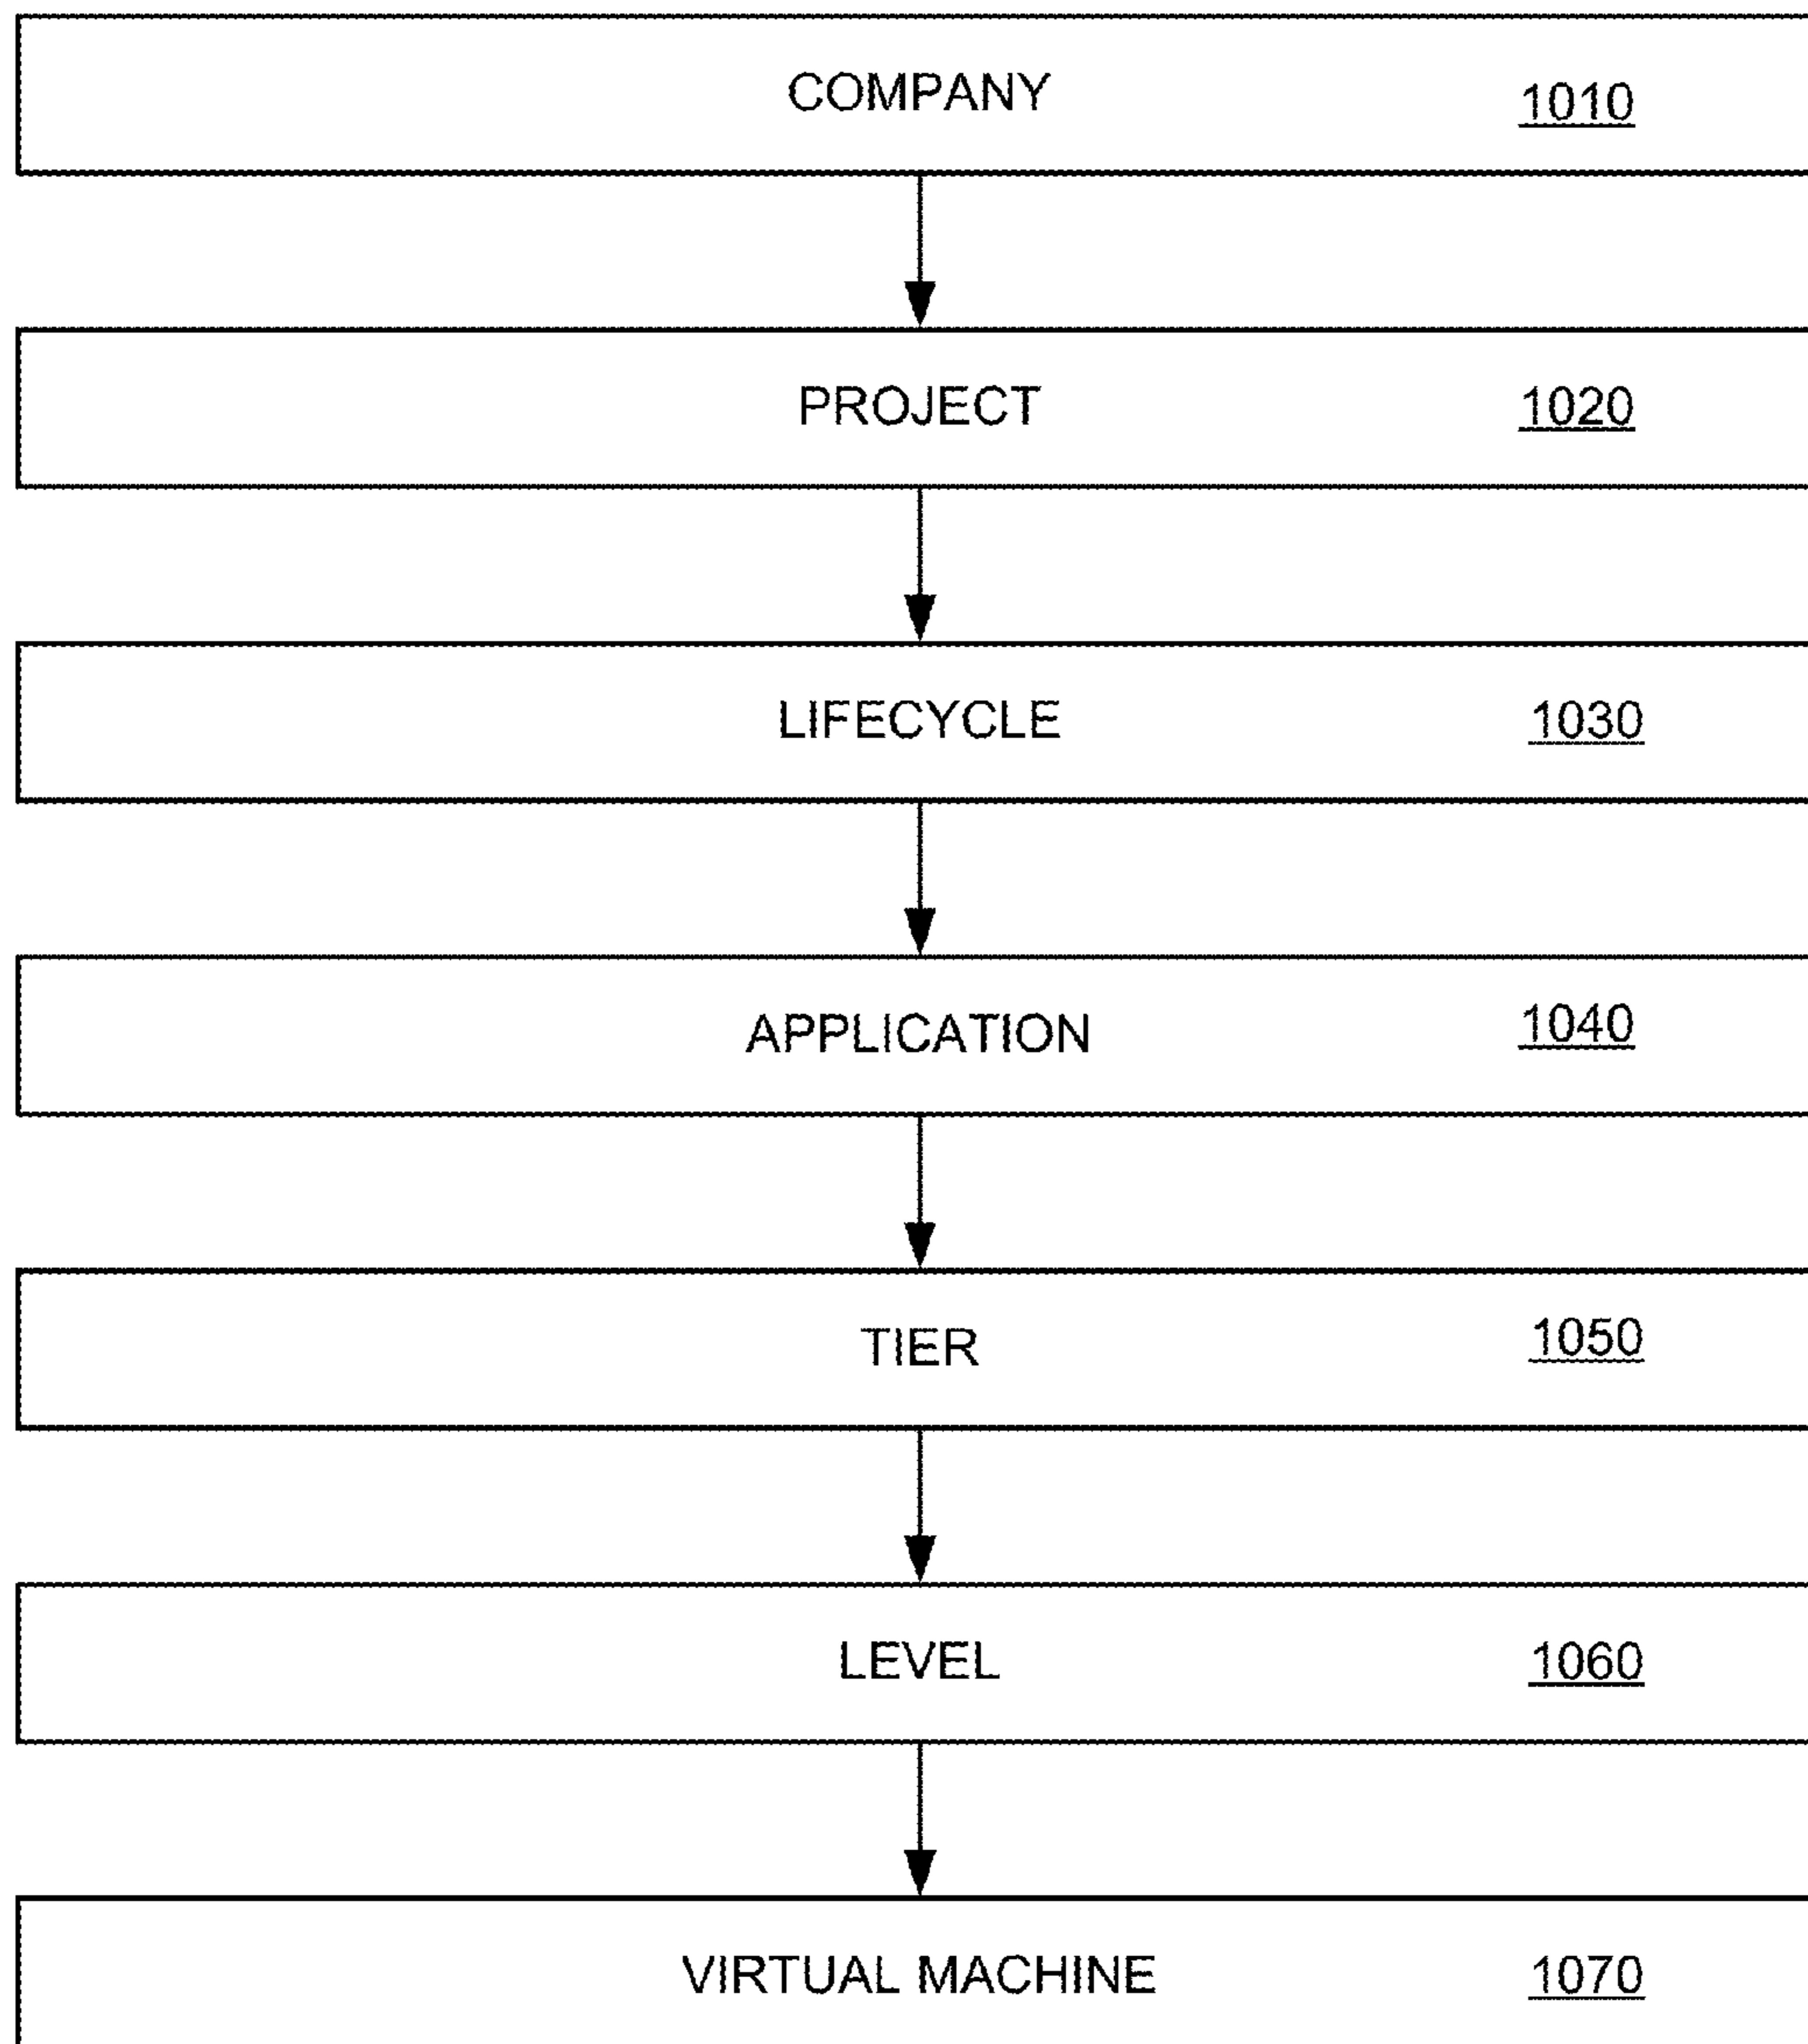 COMPANY 1010
PROJECT 1020
LIFECYCLE 1030
APPLICATION 1040
TIER 1050
LEVEL 1060
VIRTUAL MACHINE 1070